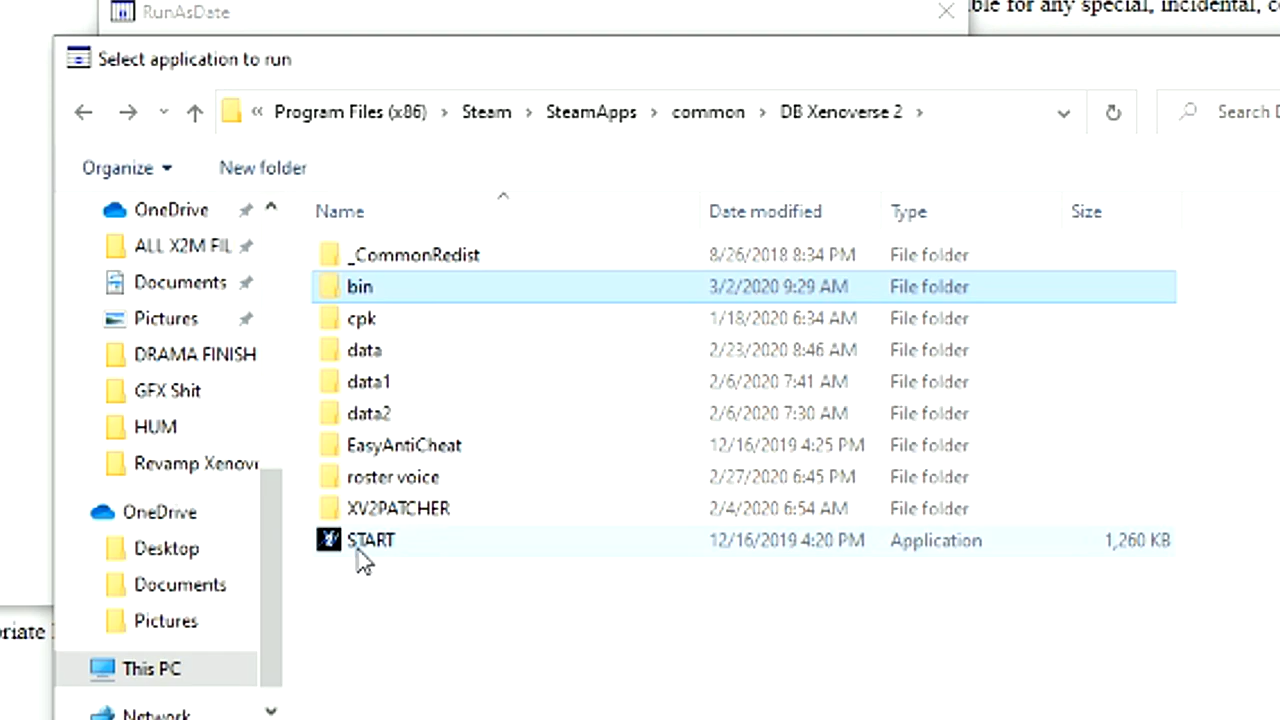 RunAsDate
ble for any special, incidental, c
Select application to run
« Program Files (x86) › Steam › SteamApps › common › DB Xenoverse 2 ›
Search D
Organize
New folder
Name Date modified Type Size
OneDrive
ALL X2M FIL
Documents
Pictures
DRAMA FINISH
GFX Shit
HUM
Revamp Xenov
OneDrive
Desktop
Documents
Pictures
This PC
Network
_CommonRedist 8/26/2018 8:34 PM File folder
bin 3/2/2020 9:29 AM File folder
cpk 1/18/2020 6:34 AM File folder
data 2/23/2020 8:46 AM File folder
data1 2/6/2020 7:41 AM File folder
data2 2/6/2020 7:30 AM File folder
EasyAntiCheat 12/16/2019 4:25 PM File folder
roster voice 2/27/2020 6:45 PM File folder
XV2PATCHER 2/4/2020 6:54 AM File folder
START 12/16/2019 4:20 PM Application 1,260 KB
riate